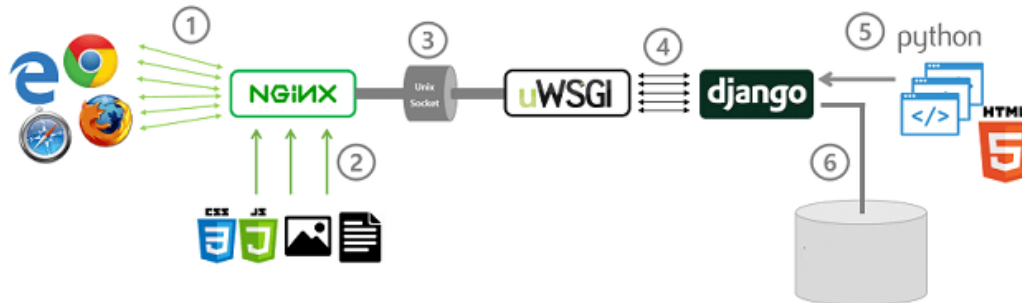 1
3
4
5
python
NGiNX
Unix
Socket
uWSGI
django
</>
HTML
5
2
6
CSS
3
JS